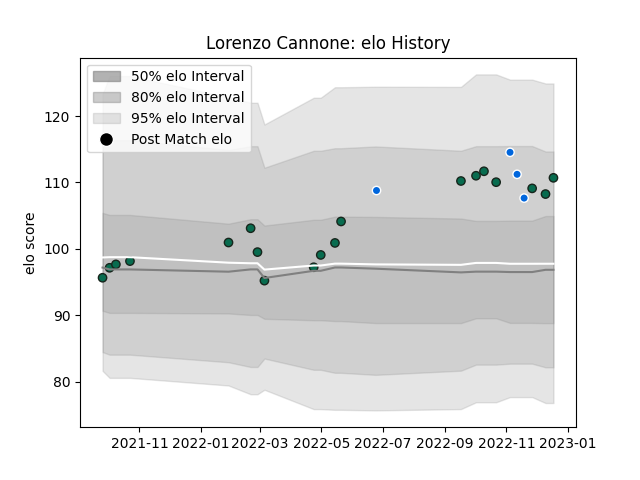 Lorenzo Cannone: elo History
50% elo Interval
80% elo Interval
95% elo Interval
Post Match elo
elo score
120
110
100
90
80
2021-11 2022-01 2022-03 2022-05 2022-07 2022-09 2022-11 2023-01